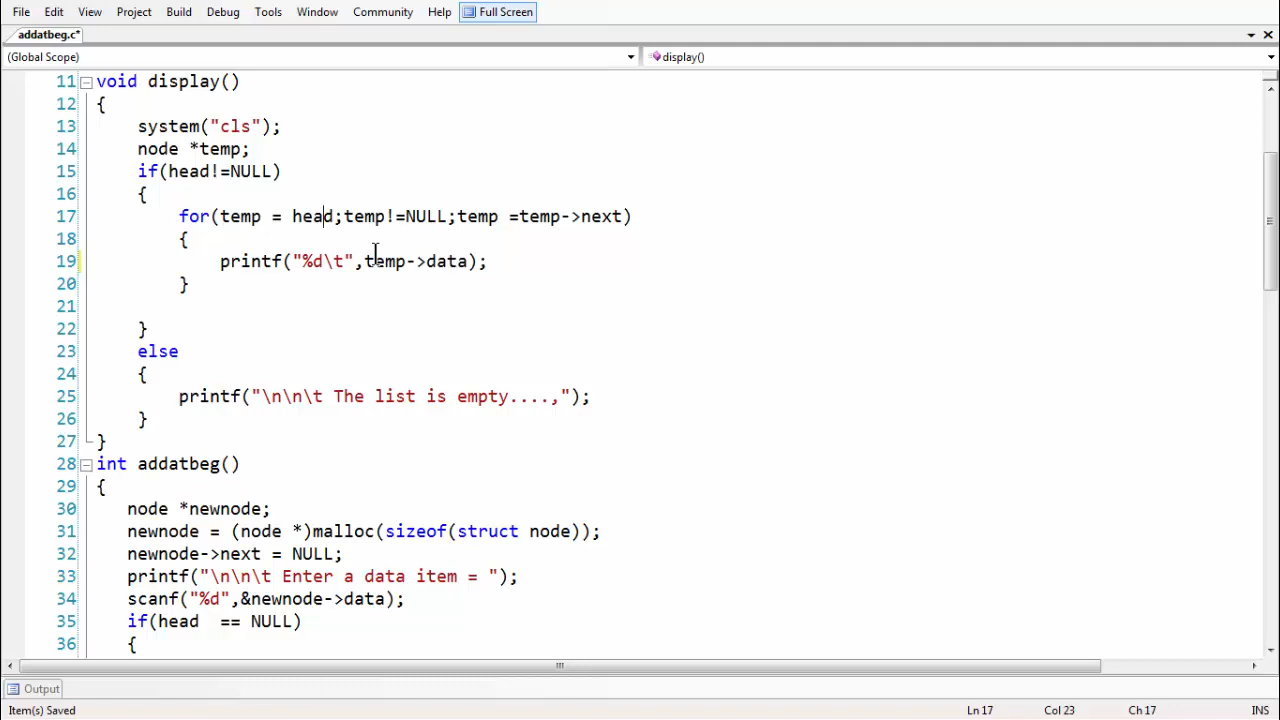 File Edit View Project Build Debug Tools Window Community Help Full Screen
addatbeg.c*
(Global Scope) display()
11 void display()
12 {
13 system("cls");
14 node *temp;
15 if(head!=NULL)
16 {
17 for(temp = head;temp!=NULL;temp =temp->next)
18 {
19 printf("%d\t",temp->data);
20 }
21
22 }
23 else
24 {
25 printf("\n\n\t The list is empty....,");
26 }
27 }
28 int addatbeg()
29 {
30 node *newnode;
31 newnode = (node *)malloc(sizeof(struct node));
32 newnode->next = NULL;
33 printf("\n\n\t Enter a data item = ");
34 scanf("%d",&newnode->data);
35 if(head  == NULL)
36 {
Output
Item(s) Saved Ln 17 Col 23 Ch 17 INS